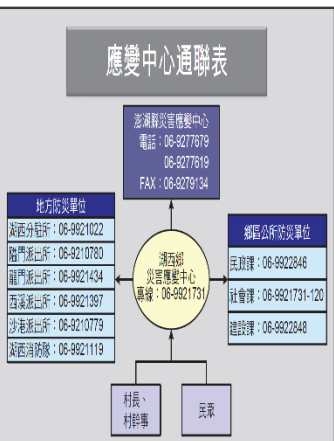 應變中心通聯表
澎湖縣災害應變中心
電話：06-9277679
06-9277619
FAX：06-9279134
地方防災單位
湖西分駐所：06-9921022
隘門派出所：06-9210780
龍門派出所：06-9921434
西溪派出所：06-9921397
沙港派出所：06-9210779
湖西消防隊：06-9921119
湖西鄉
災害應變中心
專線：06-9921731
鄉區公所防災單位
民政課：06-9922846
社會課：06-9921731-120
建設課：06-9922848
村長、
村幹事
民眾